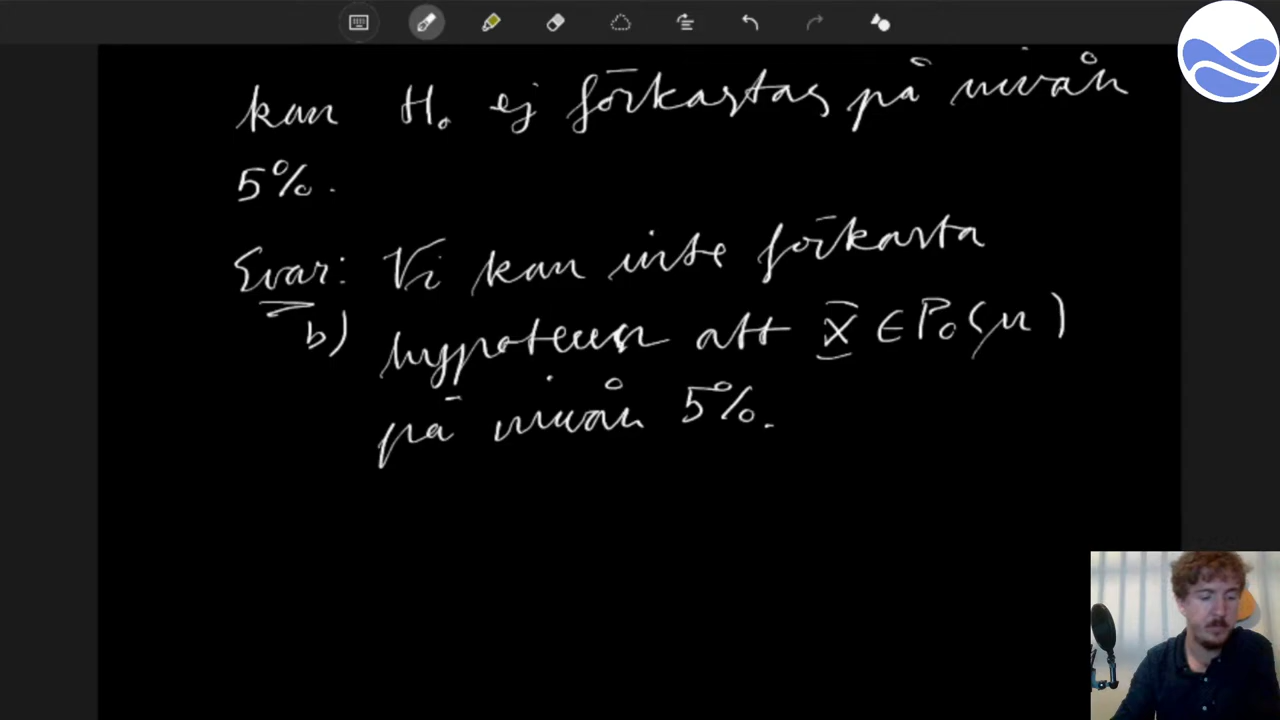 kan H₀ ej förkastas på nivån
5%.
Svar: Vi kan inte förkasta
b) hypotesen att X ∈ Po(μ)
på nivån 5%.